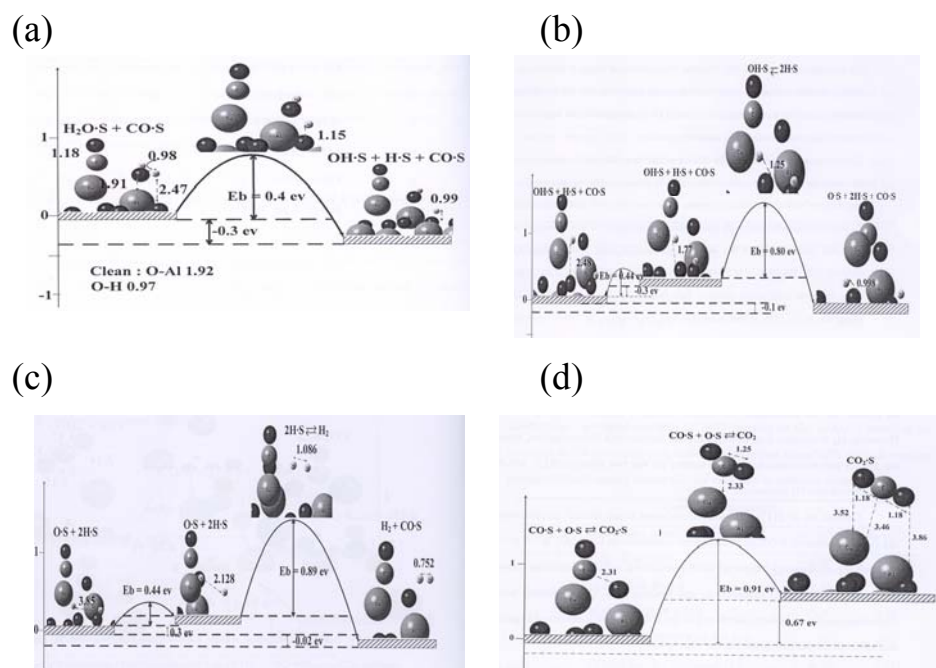 (a)
H₂O·S + CO·S
1.18
0.98
1.91
2.47
1.15
OH·S + H·S + CO·S
0.99
Eb = 0.4 ev
-0.3 ev
1
0
-1
Clean : O-Al 1.92
O-H 0.97
(b)
OH·S ⇌ 2H·S
1.25
OH·S + H·S + CO·S
OH·S + H·S + CO·S
O·S + 2H·S + CO·S
2.48
1.77
Eb = 0.44 ev
Eb = 0.80 ev
0.998
-0.3 ev
-0.1 ev
1
0
(c)
2H·S⇌H₂
1.086
O·S + 2H·S
O·S + 2H·S
H₂ + CO·S
3.85
2.128
0.752
Eb = 0.44 ev
Eb = 0.89 ev
0.3 ev
-0.02 ev
1
0
(d)
CO·S + O·S ⇌ CO₂
1.25
2.33
CO₂·S
1.18
1.18
3.52
3.46
3.86
CO·S + O·S ⇌ CO₂·S
2.31
Eb = 0.91 ev
0.67 ev
1
0